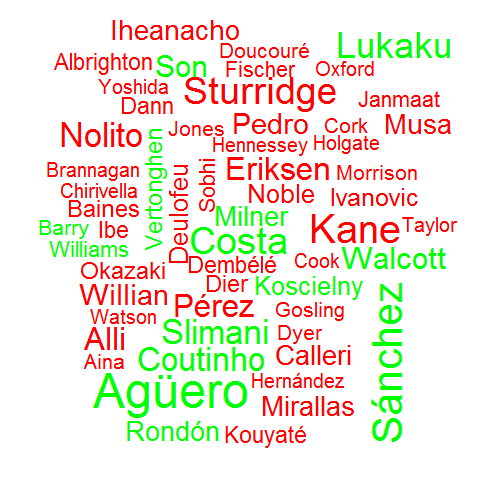 Iheanacho
Lukaku
Doucouré
Albrighton
Son
Fischer
Oxford
Yoshida
Sturridge
Janmaat
Dann
Nolito
Jones
Pedro
Cork
Musa
Vertonghen
Hennessey
Holgate
Brannagan
Deulofeu
Sobhi
Eriksen
Morrison
Chirivella
Noble
Ivanovic
Baines
Milner
Barry
Ibe
Kane
Taylor
Williams
Costa
Okazaki
Dembélé
Cook
Walcott
Willian
Dier
Koscielny
Sánchez
Watson
Pérez
Gosling
Alli
Slimani
Dyer
Aina
Coutinho
Calleri
Agüero
Hernández
Mirallas
Rondón
Kouyaté